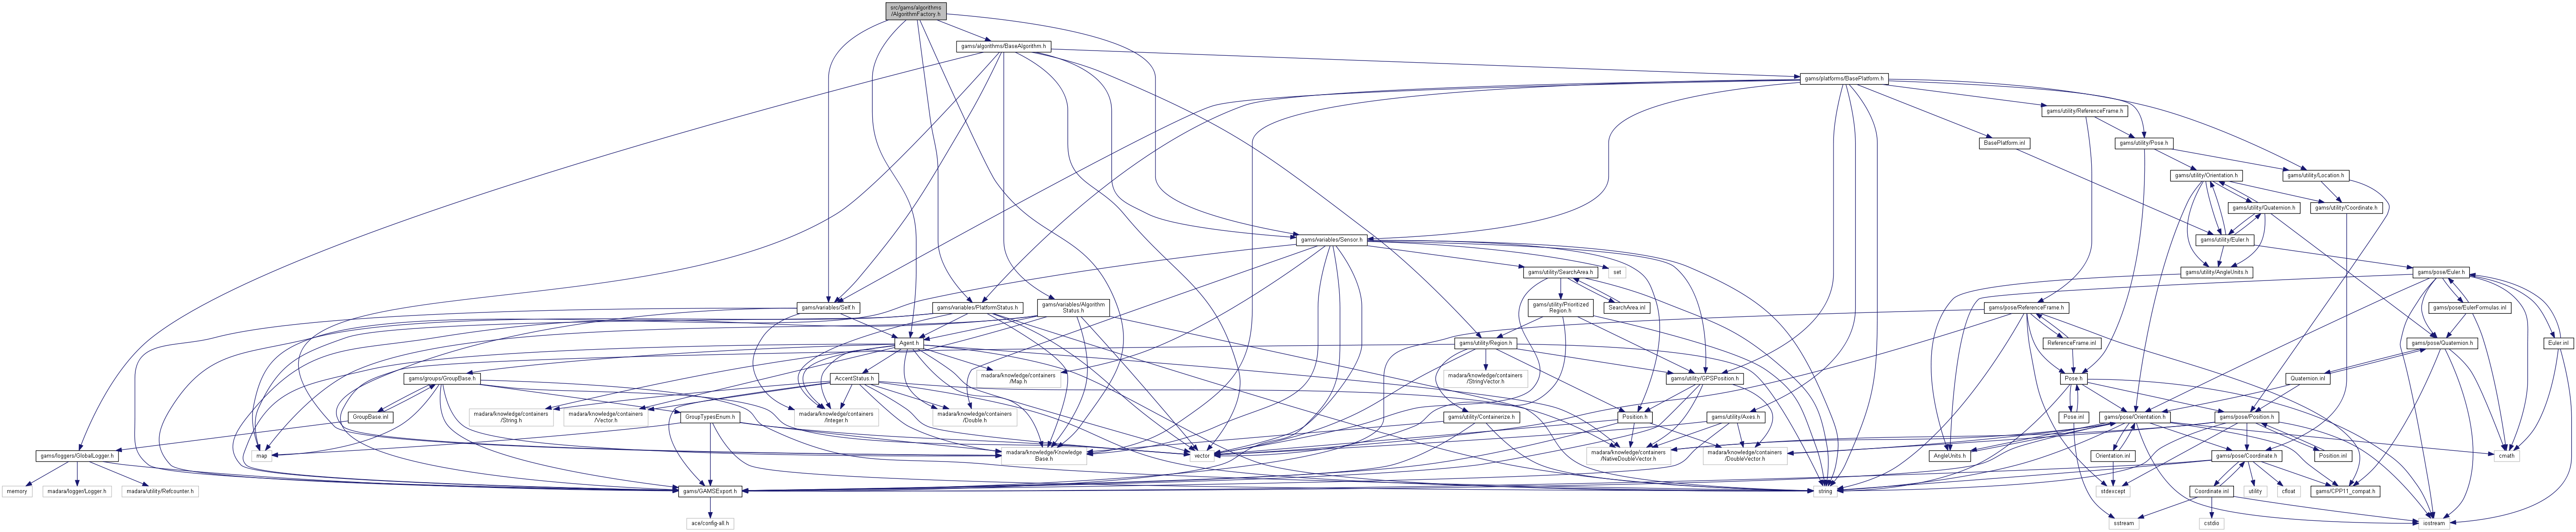 src/gams/algorithms
/AlgorithmFactory.h
gams/algorithms/BaseAlgorithm.h
gams/platforms/BasePlatform.h
gams/utility/ReferenceFrame.h
BasePlatform.inl
gams/utility/Pose.h
gams/utility/Orientation.h
gams/utility/Location.h
gams/utility/Quaternion.h
gams/utility/Coordinate.h
gams/variables/Sensor.h
gams/utility/Euler.h
gams/utility/SearchArea.h
set
gams/utility/AngleUnits.h
gams/pose/Euler.h
gams/variables/Self.h
gams/variables/PlatformStatus.h
gams/variables/Algorithm
Status.h
gams/utility/Prioritized
Region.h
SearchArea.inl
gams/pose/ReferenceFrame.h
gams/pose/EulerFormulas.inl
Agent.h
gams/utility/Region.h
ReferenceFrame.inl
gams/pose/Quaternion.h
Euler.inl
gams/groups/GroupBase.h
AccentStatus.h
madara/knowledge/containers
/Map.h
madara/knowledge/containers
/StringVector.h
gams/utility/GPSPosition.h
Pose.h
Quaternion.inl
madara/knowledge/containers
/String.h
madara/knowledge/containers
/Vector.h
GroupBase.inl
GroupTypesEnum.h
madara/knowledge/containers
/Integer.h
madara/knowledge/containers
/Double.h
gams/utility/Containerize.h
Position.h
gams/utility/Axes.h
Pose.inl
gams/pose/Orientation.h
gams/pose/Position.h
gams/loggers/GlobalLogger.h
map
madara/knowledge/Knowledge
Base.h
vector
madara/knowledge/containers
/NativeDoubleVector.h
madara/knowledge/containers
/DoubleVector.h
AngleUnits.h
Orientation.inl
gams/pose/Coordinate.h
Position.inl
cmath
memory
madara/logger/Logger.h
madara/utility/Refcounter.h
gams/GAMSExport.h
string
stdexcept
Coordinate.inl
utility
cfloat
gams/CPP11_compat.h
ace/config-all.h
sstream
cstdio
iostream